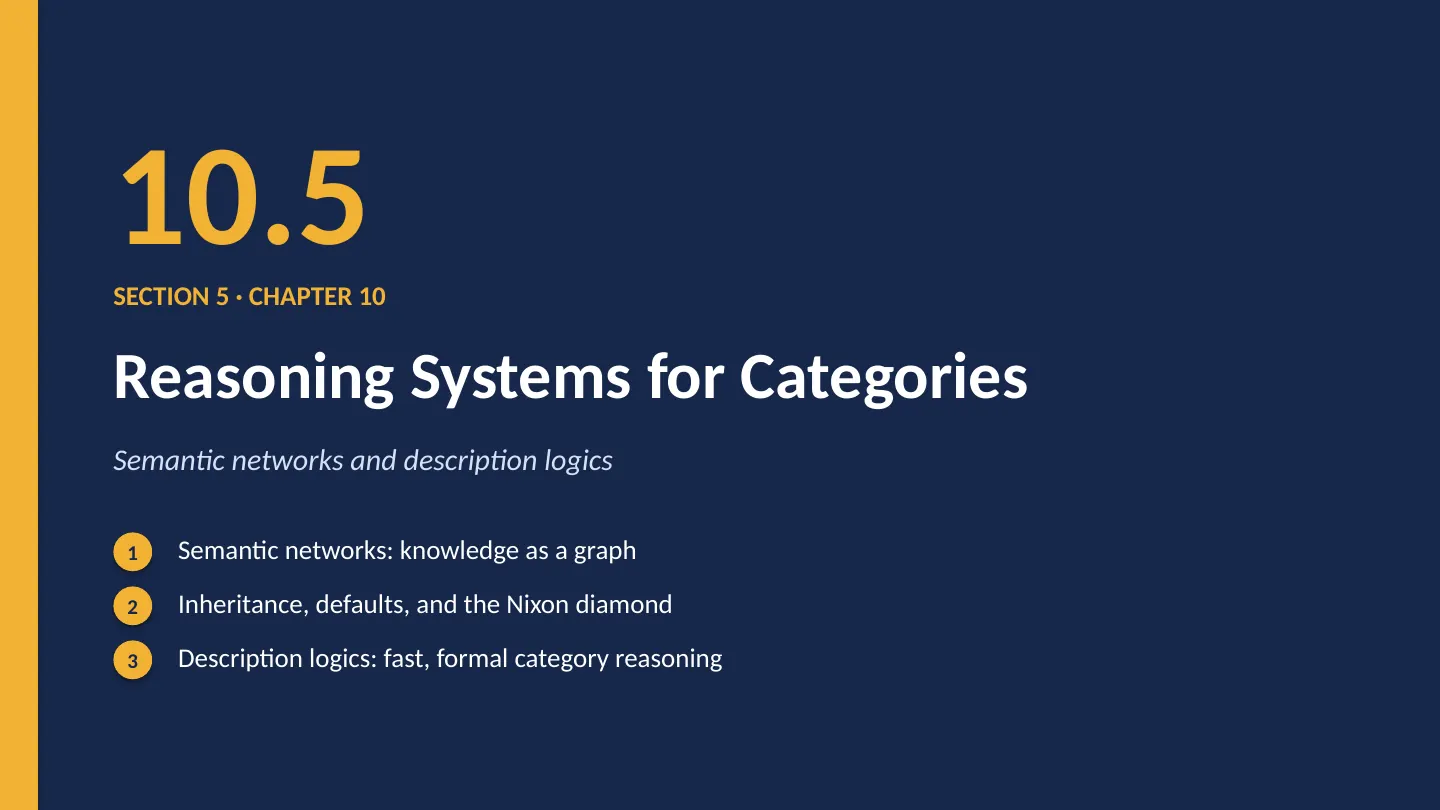 10.5
SECTION 5 · CHAPTER 10
Reasoning Systems for Categories
Semantic networks and description logics
1 Semantic networks: knowledge as a graph
2 Inheritance, defaults, and the Nixon diamond
3 Description logics: fast, formal category reasoning